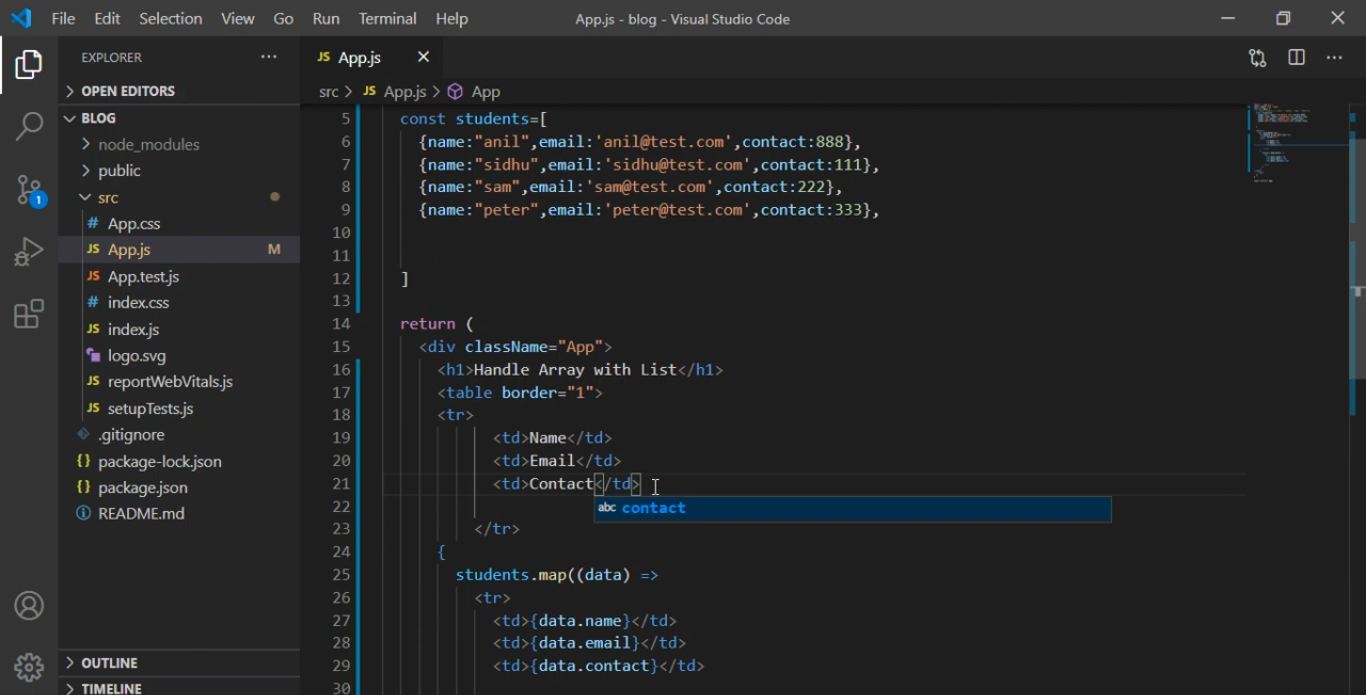 File Edit Selection View Go Run Terminal Help App.js - blog - Visual Studio Code
EXPLORER ··· JS App.js
> OPEN EDITORS
src > JS App.js > App
BLOG
> node_modules
> public
src
# App.css
JS App.js M
JS App.test.js
# index.css
JS index.js
logo.svg
JS reportWebVitals.js
JS setupTests.js
.gitignore
{} package-lock.json
{} package.json
README.md
> OUTLINE
> TIMELINE
1
5 const students=[
6 {name:"anil",email:'anil@test.com',contact:888},
7 {name:"sidhu",email:'sidhu@test.com',contact:111},
8 {name:"sam",email:'sam@test.com',contact:222},
9 {name:"peter",email:'peter@test.com',contact:333},
10
11
12 ]
13
14 return (
15 <div className="App">
16 <h1>Handle Array with List</h1>
17 <table border="1">
18 <tr>
19 <td>Name</td>
20 <td>Email</td>
21 <td>Contact</td>
22 abc contact
23 </tr>
24 {
25 students.map((data) =>
26 <tr>
27 <td>{data.name}</td>
28 <td>{data.email}</td>
29 <td>{data.contact}</td>
30